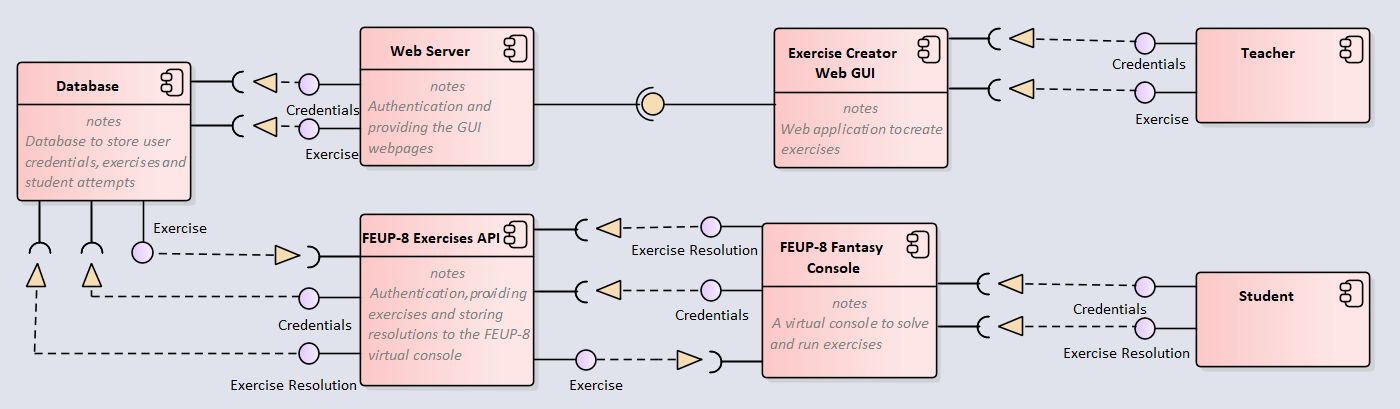 Web Server
notes
Authentication and
providing the GUI
webpages
Exercise Creator
Web GUI
notes
Web application to create
exercises
Teacher
Credentials
Exercise
Database
notes
Database to store user
credentials, exercises and
student attempts
Credentials
Exercise
Exercise
FEUP-8 Exercises API
notes
Authentication, providing
exercises and storing
resolutions to the FEUP-8
virtual console
Credentials
Exercise Resolution
Exercise Resolution
Credentials
Exercise
FEUP-8 Fantasy
Console
notes
A virtual console to solve
and run exercises
Credentials
Exercise Resolution
Student